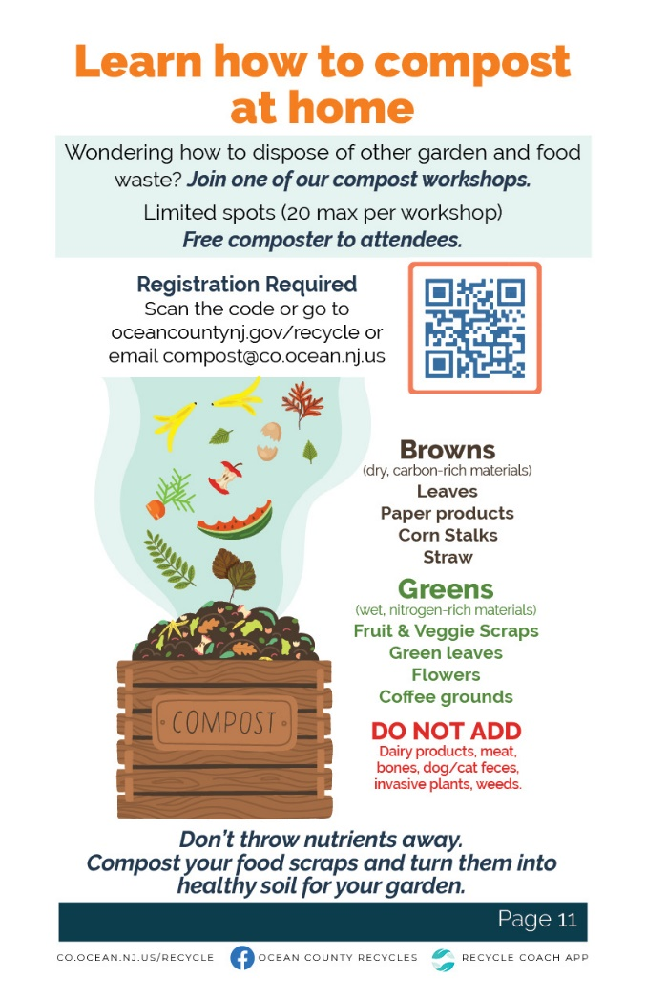 Learn how to compost
at home
Wondering how to dispose of other garden and food
waste? Join one of our compost workshops.
Limited spots (20 max per workshop)
Free composter to attendees.
Registration Required
Scan the code or go to
oceancountynj.gov/recycle or
email compost@co.ocean.nj.us
Browns
(dry, carbon-rich materials)
Leaves
Paper products
Corn Stalks
Straw
Greens
(wet, nitrogen-rich materials)
Fruit & Veggie Scraps
Green leaves
Flowers
Coffee grounds
COMPOST
DO NOT ADD
Dairy products, meat,
bones, dog/cat feces,
invasive plants, weeds.
Don't throw nutrients away.
Compost your food scraps and turn them into
healthy soil for your garden.
Page 11
CO.OCEAN.NJ.US/RECYCLE OCEAN COUNTY RECYCLES RECYCLE COACH APP